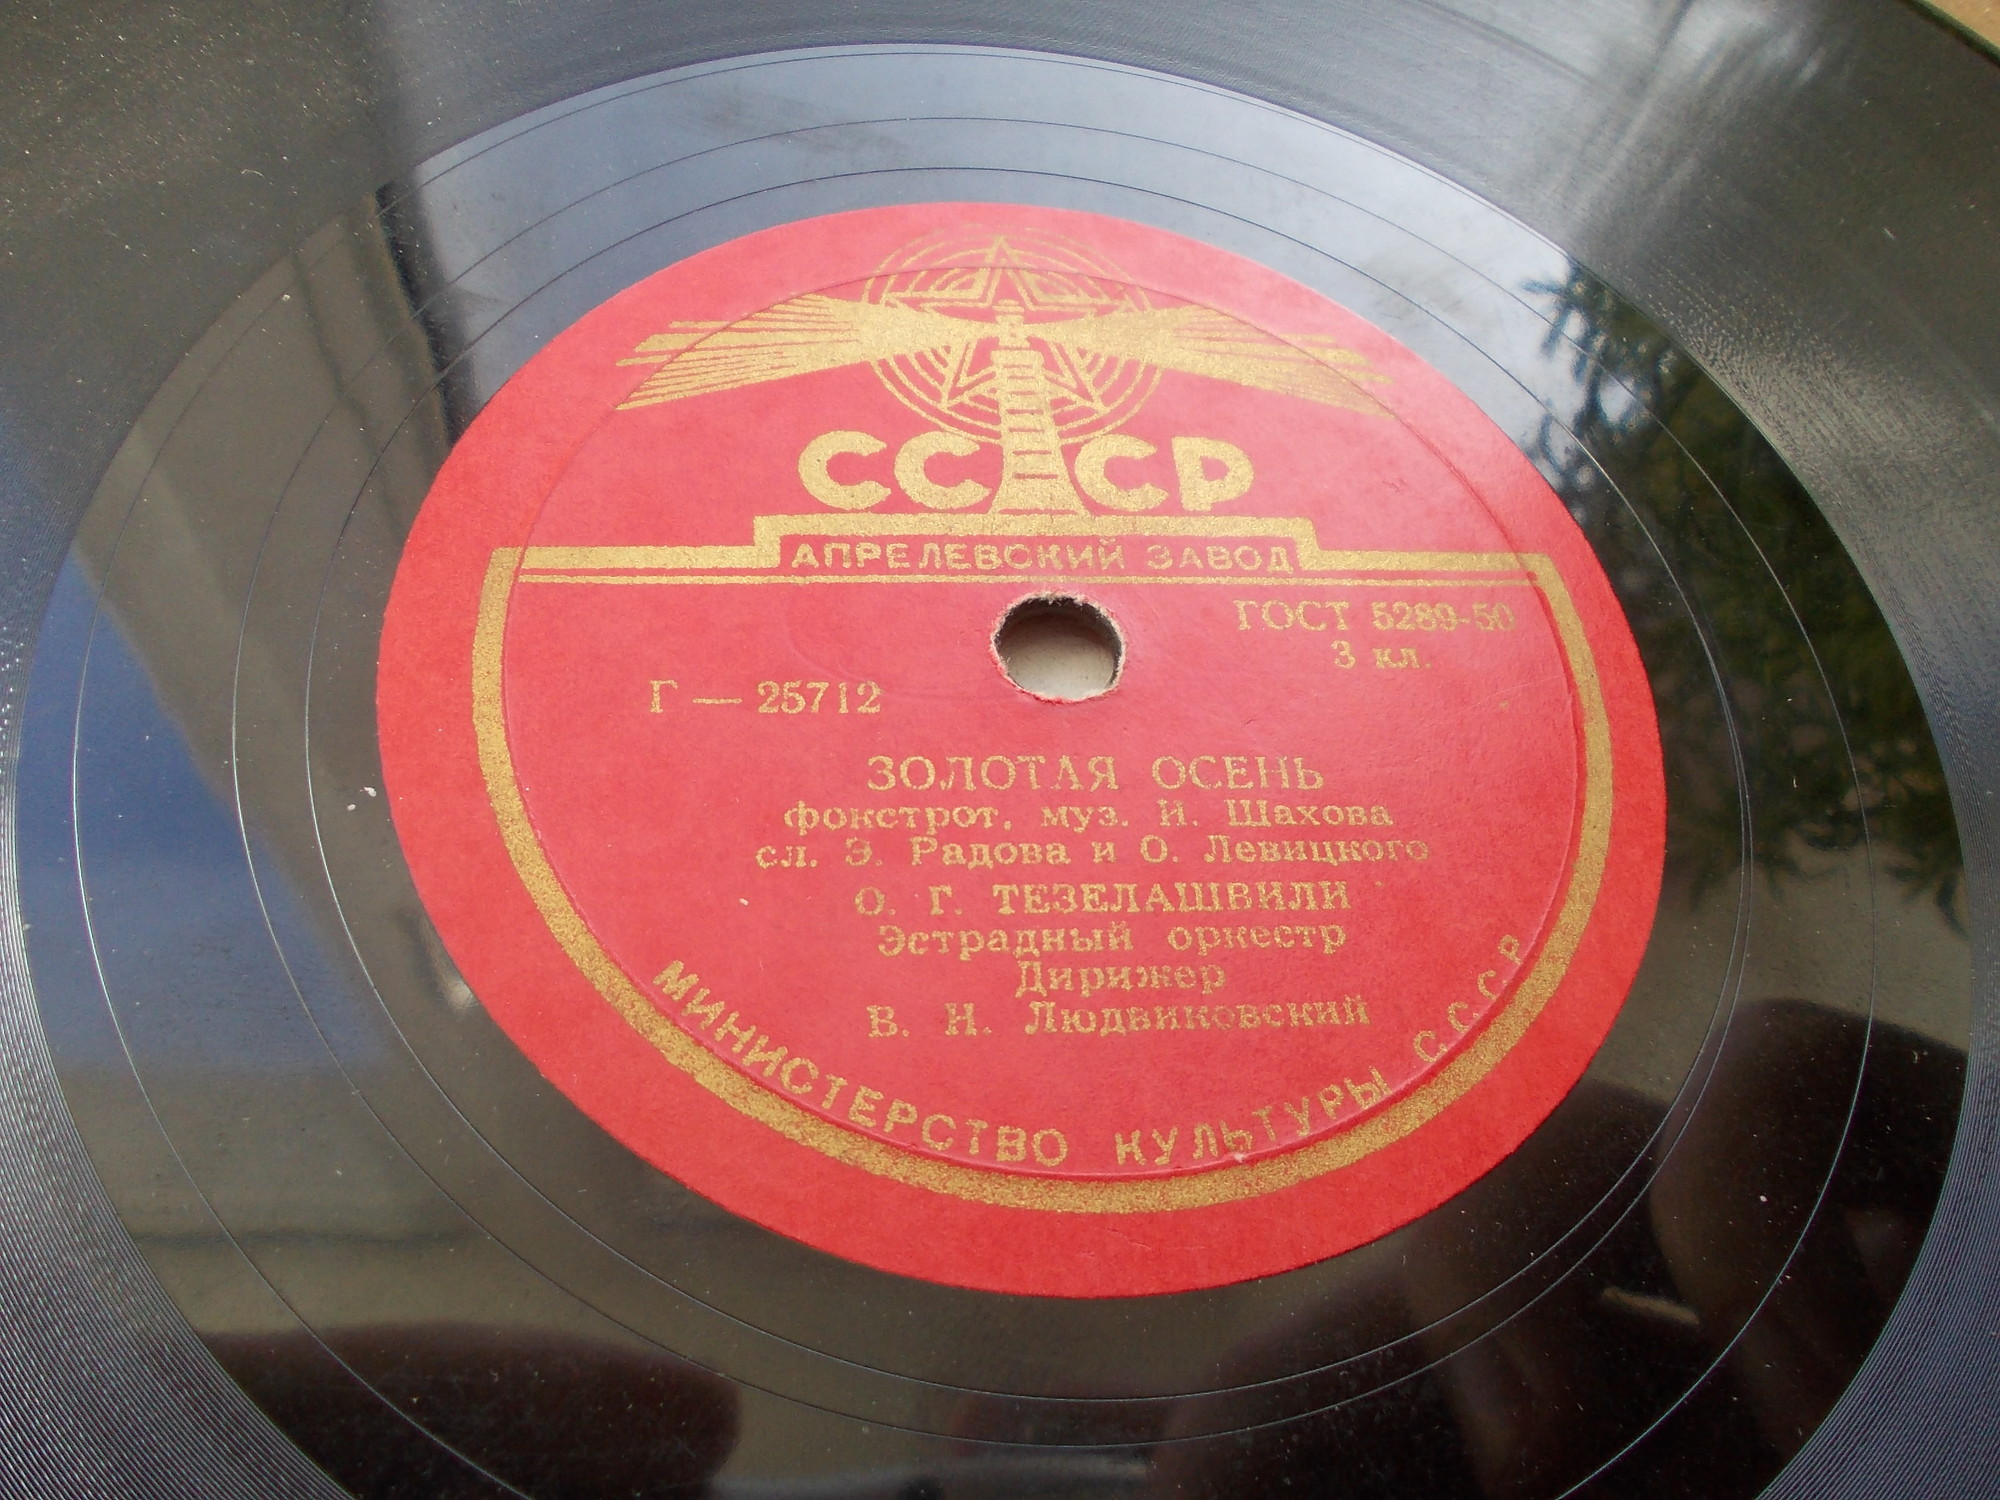 СССР
АПРЕЛЕВСКИЙ ЗАВОД
ГОСТ 5289-50
3 кл.
Г — 25712
ЗОЛОТАЯ ОСЕНЬ
фокстрот, муз. И. Шахова
сл. Э. Радова и О. Левицкого
О. Г. ТЕЗЕЛАШВИЛИ
Эстрадный оркестр
Дирижер
В. Н. Людвиковский
МИНИСТЕРСТВО КУЛЬТУРЫ С.С.С.Р